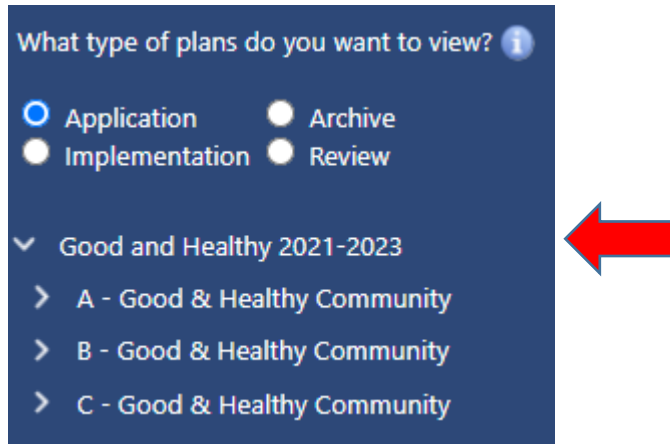 What type of plans do you want to view?
Application Archive
Implementation Review
Good and Healthy 2021-2023
A - Good & Healthy Community
B - Good & Healthy Community
C - Good & Healthy Community